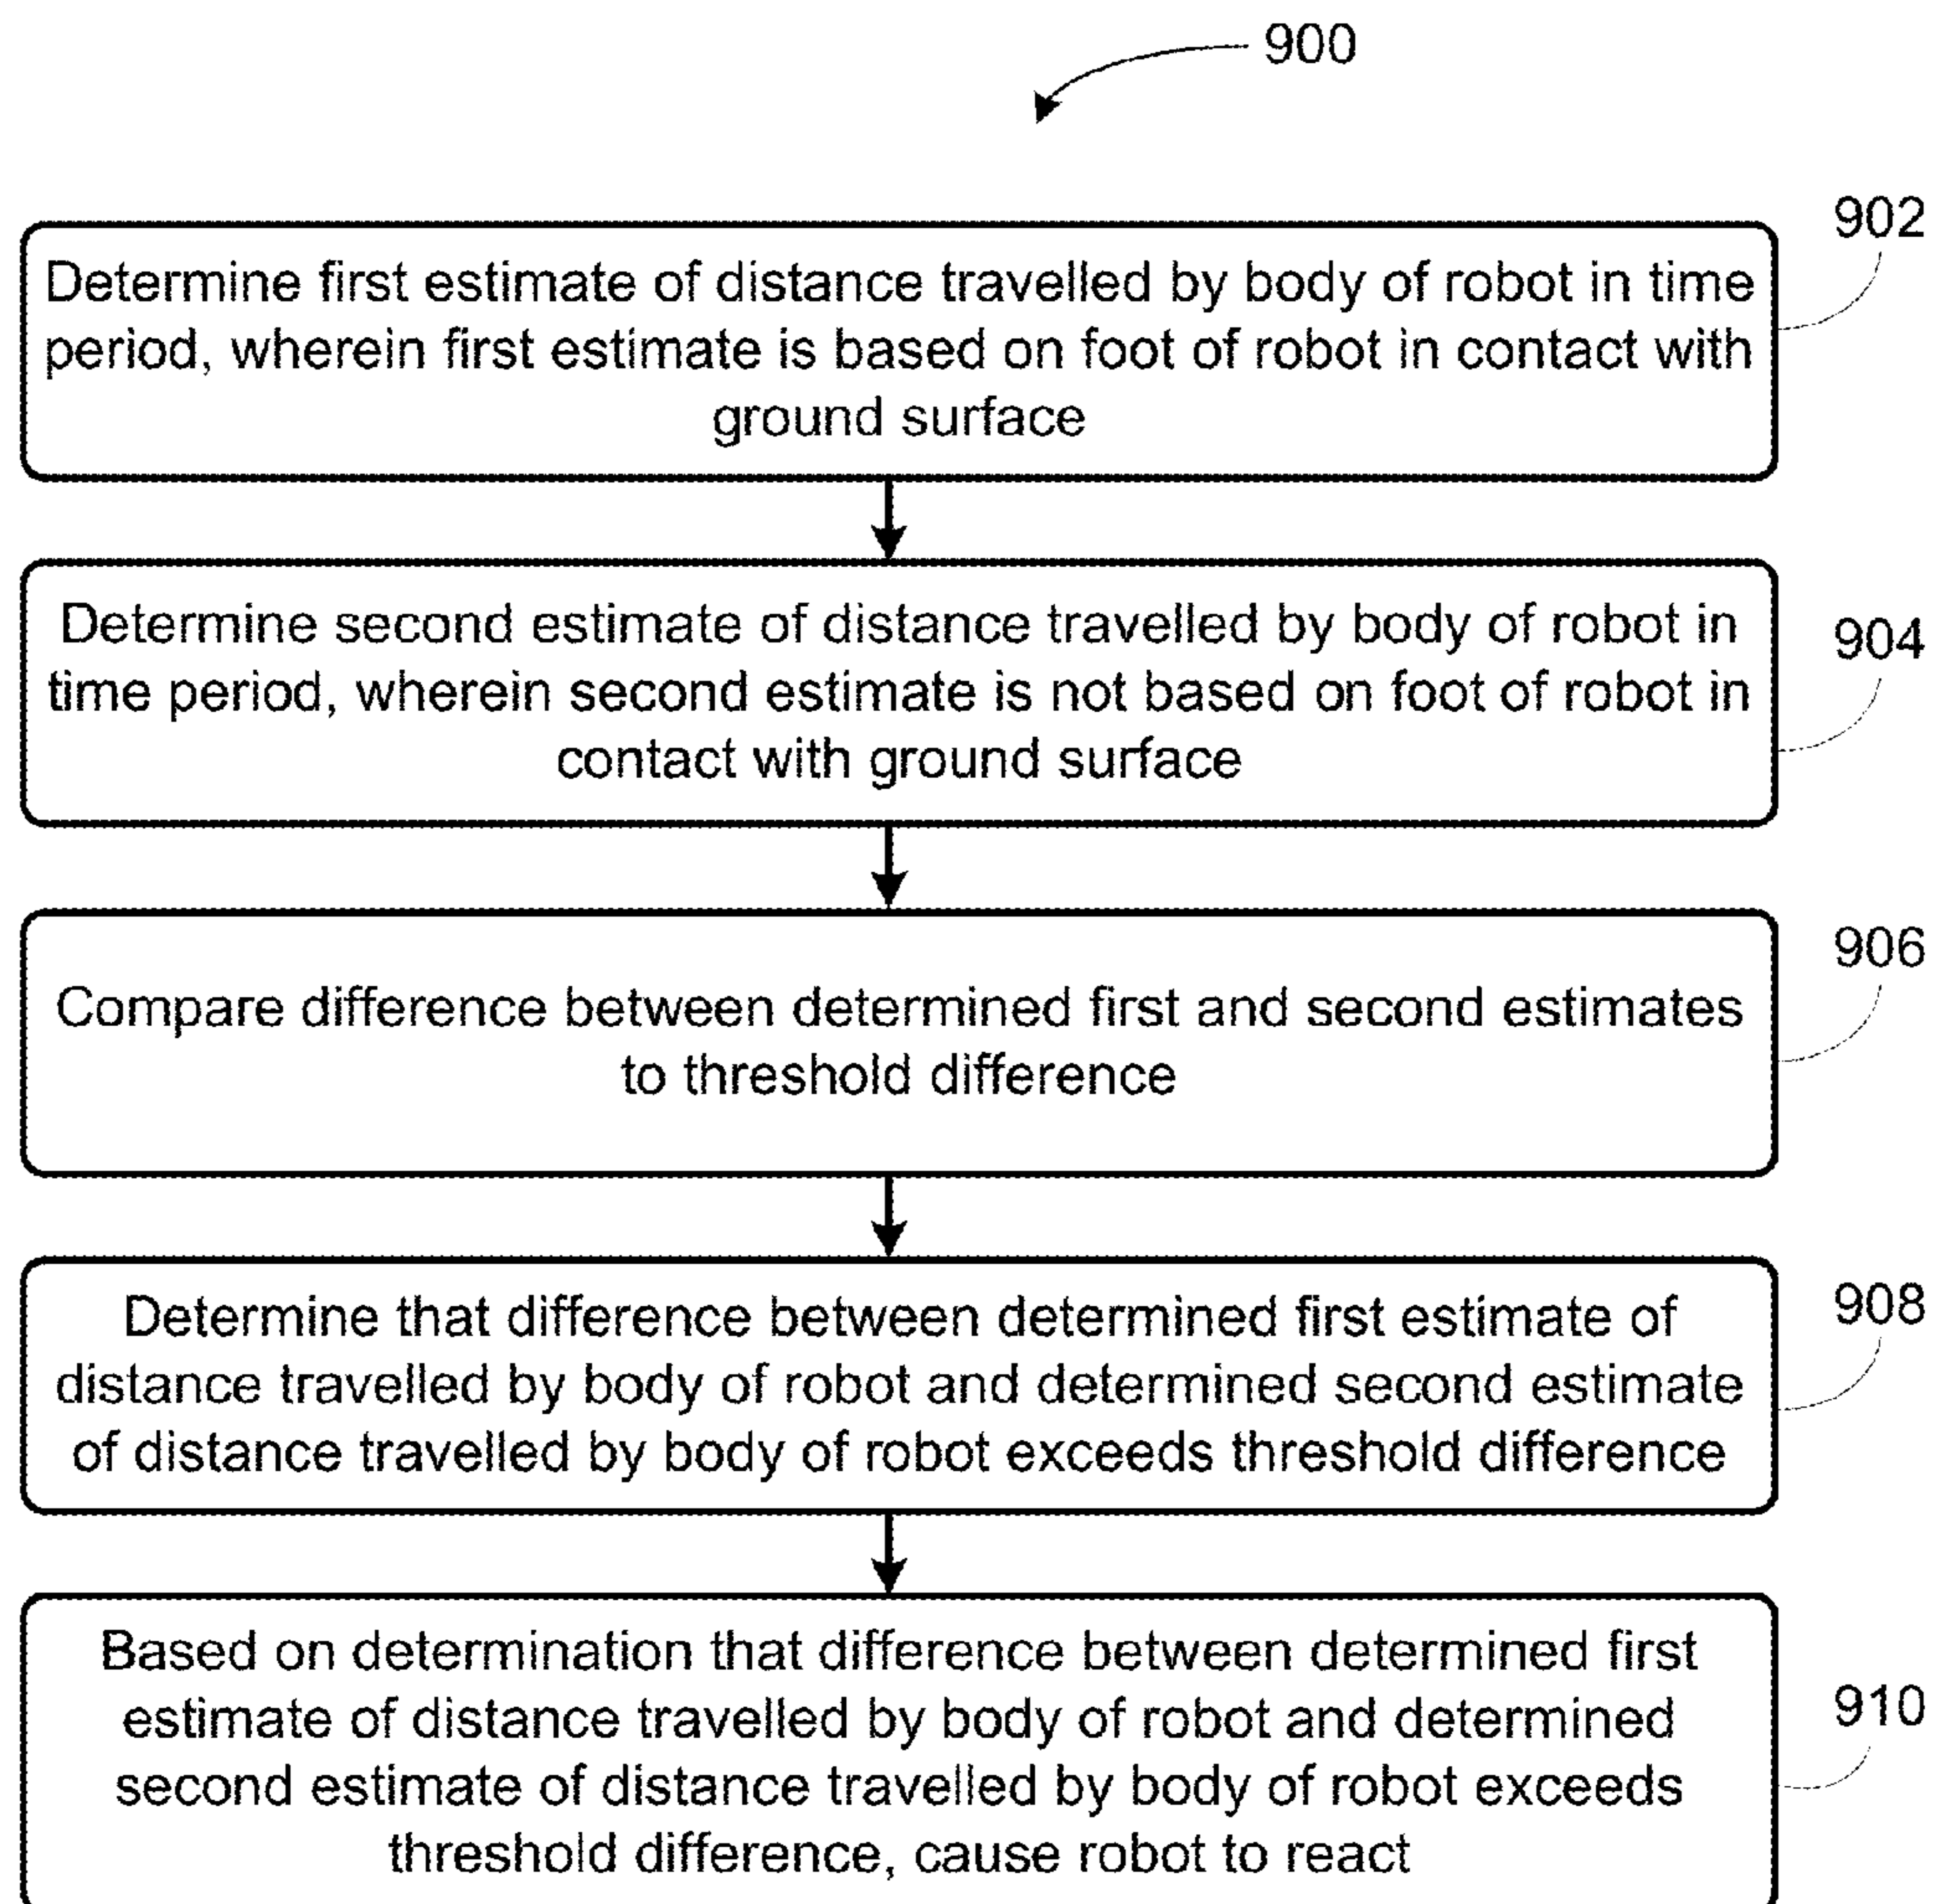 900
902
Determine first estimate of distance travelled by body of robot in time
period, wherein first estimate is based on foot of robot in contact with
ground surface
904
Determine second estimate of distance travelled by body of robot in
time period, wherein second estimate is not based on foot of robot in
contact with ground surface
906
Compare difference between determined first and second estimates
to threshold difference
908
Determine that difference between determined first estimate of
distance travelled by body of robot and determined second estimate
of distance travelled by body of robot exceeds threshold difference
910
Based on determination that difference between determined first
estimate of distance travelled by body of robot and determined
second estimate of distance travelled by body of robot exceeds
threshold difference, cause robot to react